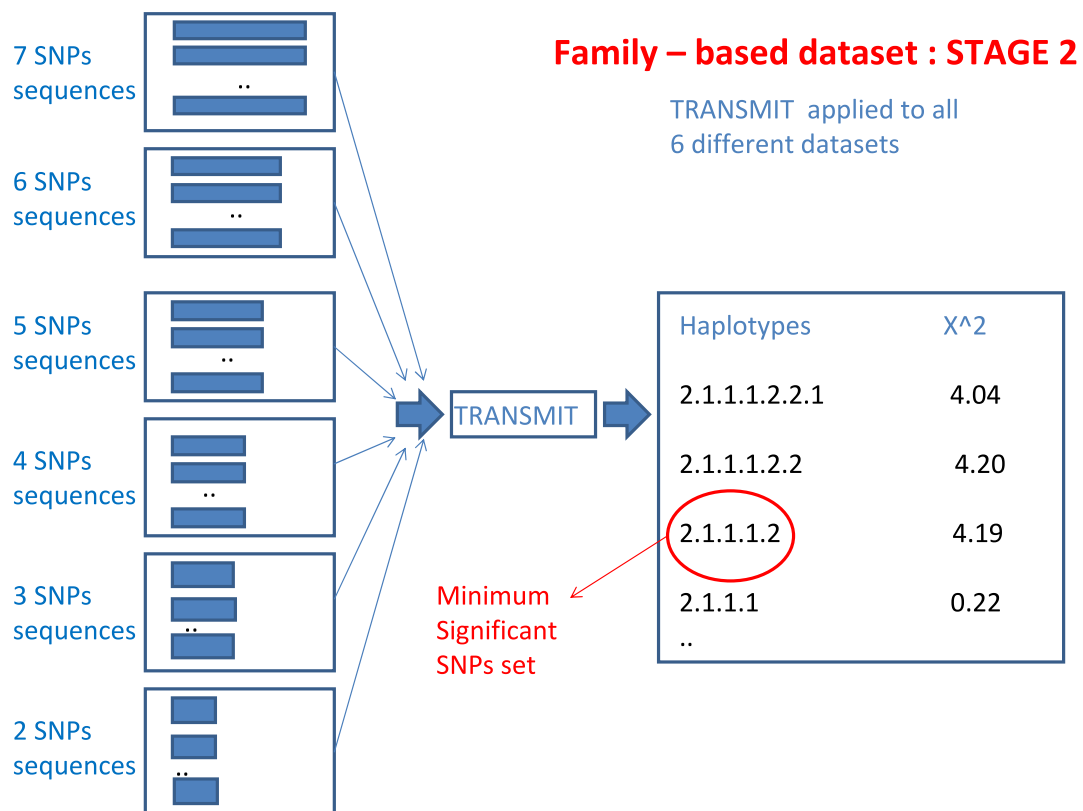 Family – based dataset : STAGE 2
TRANSMIT applied to all
6 different datasets
7 SNPs
sequences
..
6 SNPs
sequences
..
5 SNPs
sequences
..
4 SNPs
sequences
..
3 SNPs
sequences
..
2 SNPs
sequences
..
TRANSMIT
Haplotypes X^2
2.1.1.1.2.2.1 4.04
2.1.1.1.2.2 4.20
2.1.1.1.2 4.19
2.1.1.1 0.22
..
Minimum
Significant
SNPs set